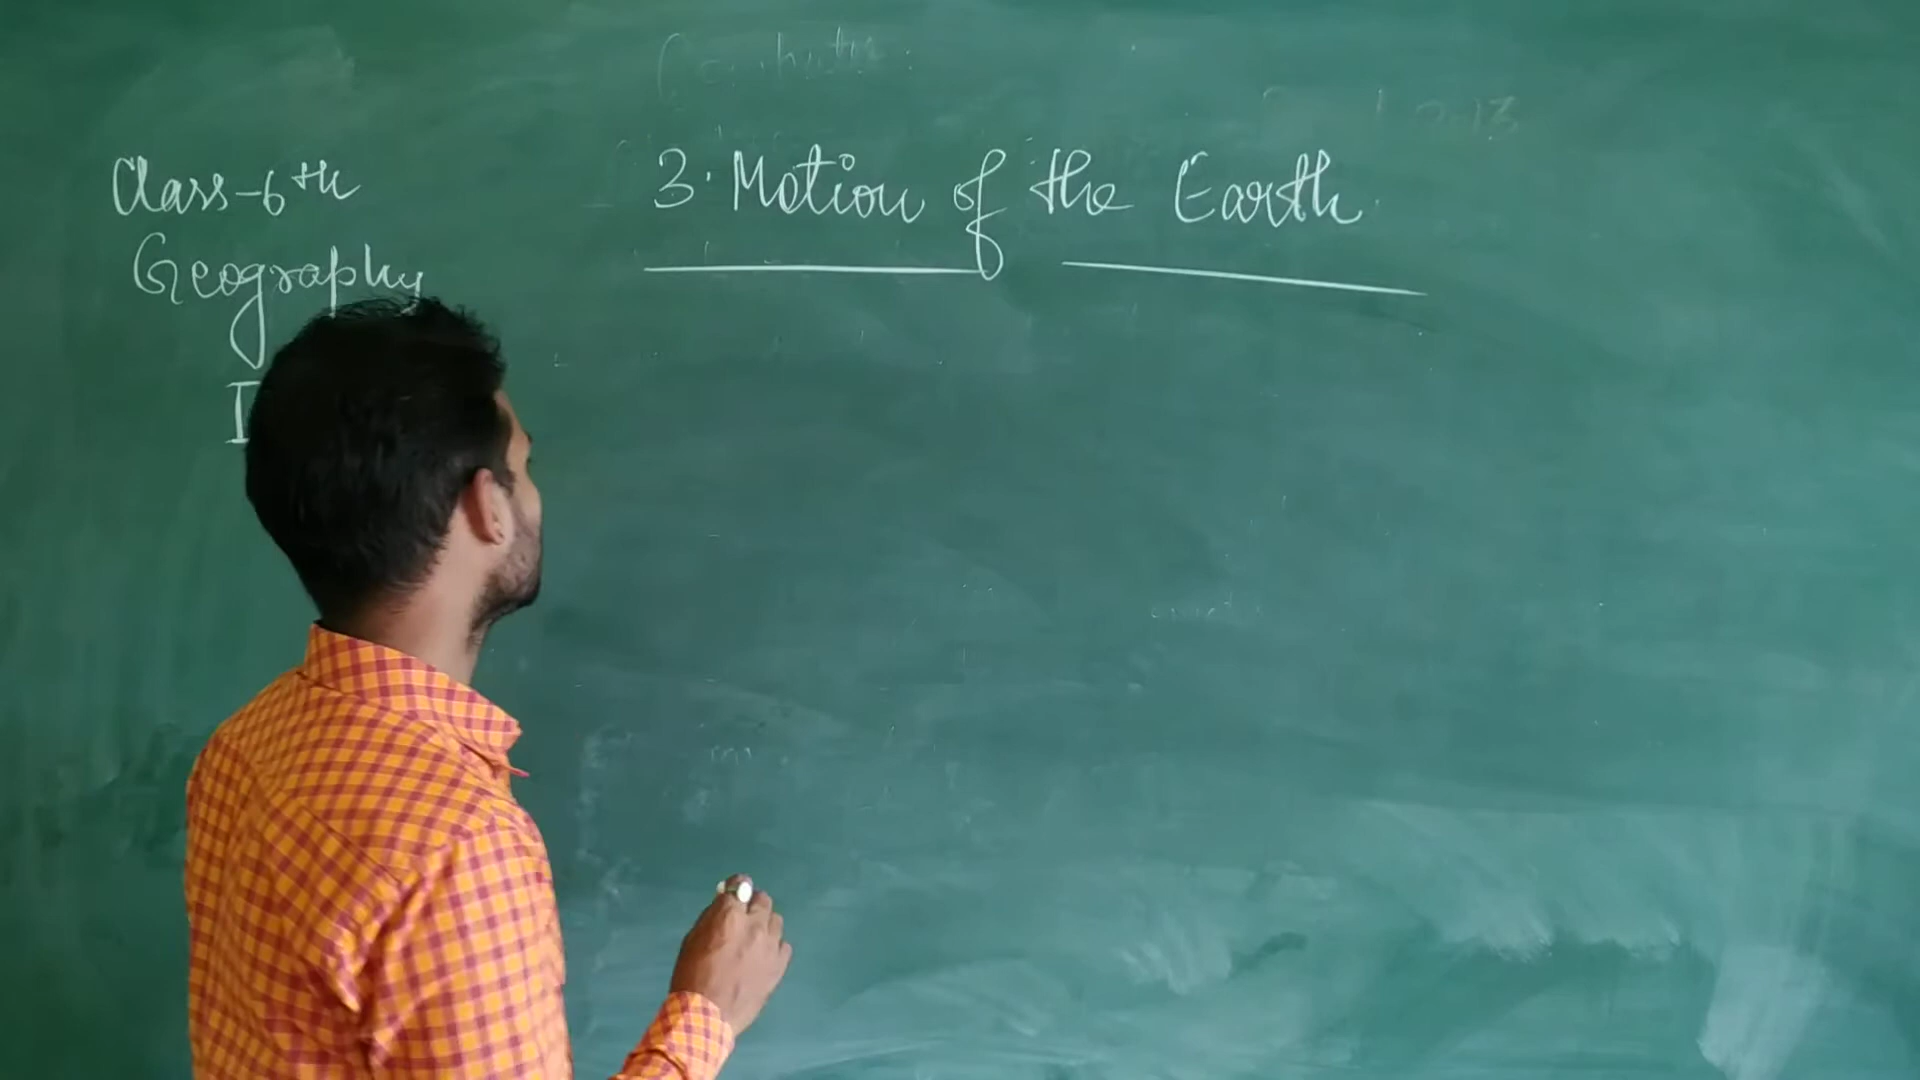 Class-6th
Geography
3. Motion of the Earth